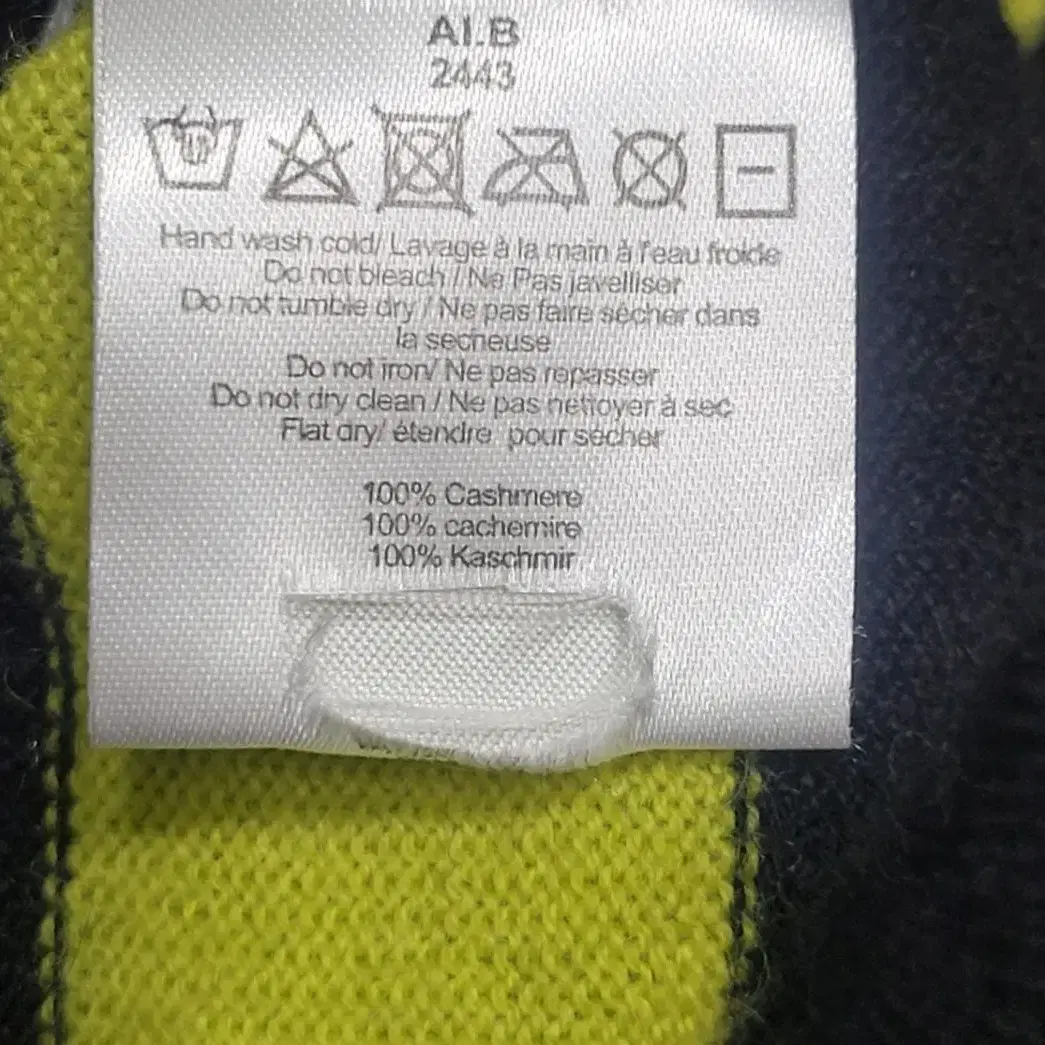 AI.B
2443
Hand wash cold/ Lavage à la main à l'eau froide
Do not bleach / Ne Pas javelliser
Do not tumble dry / Ne pas faire sécher dans
la secheuse
Do not iron/ Ne pas repasser
Do not dry clean / Ne pas nettoyer à sec
Flat dry/ étendre pour sécher
100% Cashmere
100% cachemire
100% Kaschmir